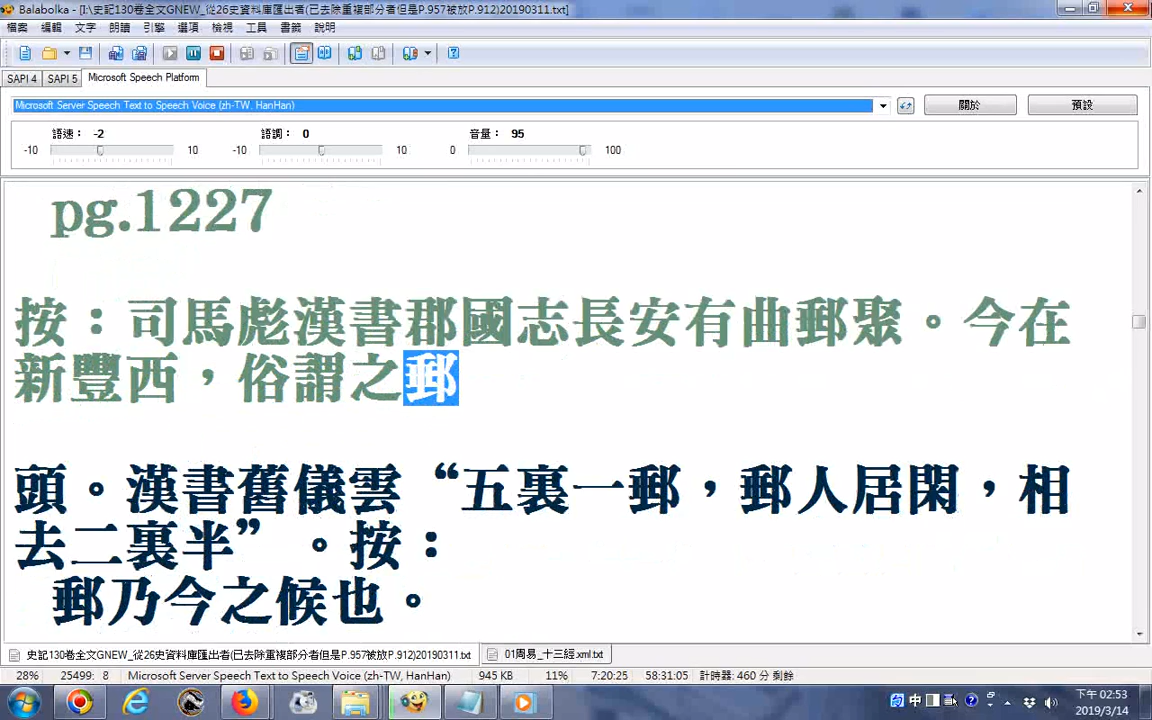 Balabolka - [I:\史記130卷全文GNEW_從26史資料庫匯出者(已去除重複部分者但是P.957被放P.912)20190311.txt]
檔案 編輯 文字 朗讀 引擎 選項 檢視 工具 書籤 說明
SAPI 4 SAPI 5 Microsoft Speech Platform
Microsoft Server Speech Text to Speech Voice (zh-TW, HanHan)
關於 預設
語速： -2 語調： 0 音量： 95
-10 10 -10 10 0 100
pg.1227
按：司馬彪漢書郡國志長安有曲郵聚。今在
新豐西，俗謂之郵
頭。漢書舊儀雲“五裏一郵，郵人居閑，相
去二裏半”。按：
郵乃今之候也。
史記130卷全文GNEW_從26史資料庫匯出者(已去除重複部分者但是P.957被放P.912)20190311.txt 01周易_十三經.xml.txt
28% 25499: 8 Microsoft Server Speech Text to Speech Voice (zh-TW, HanHan) 945 KB 11% 7:20:25 58:31:05 計時器: 460 分 剩餘
中
下午 02:53
2019/3/14